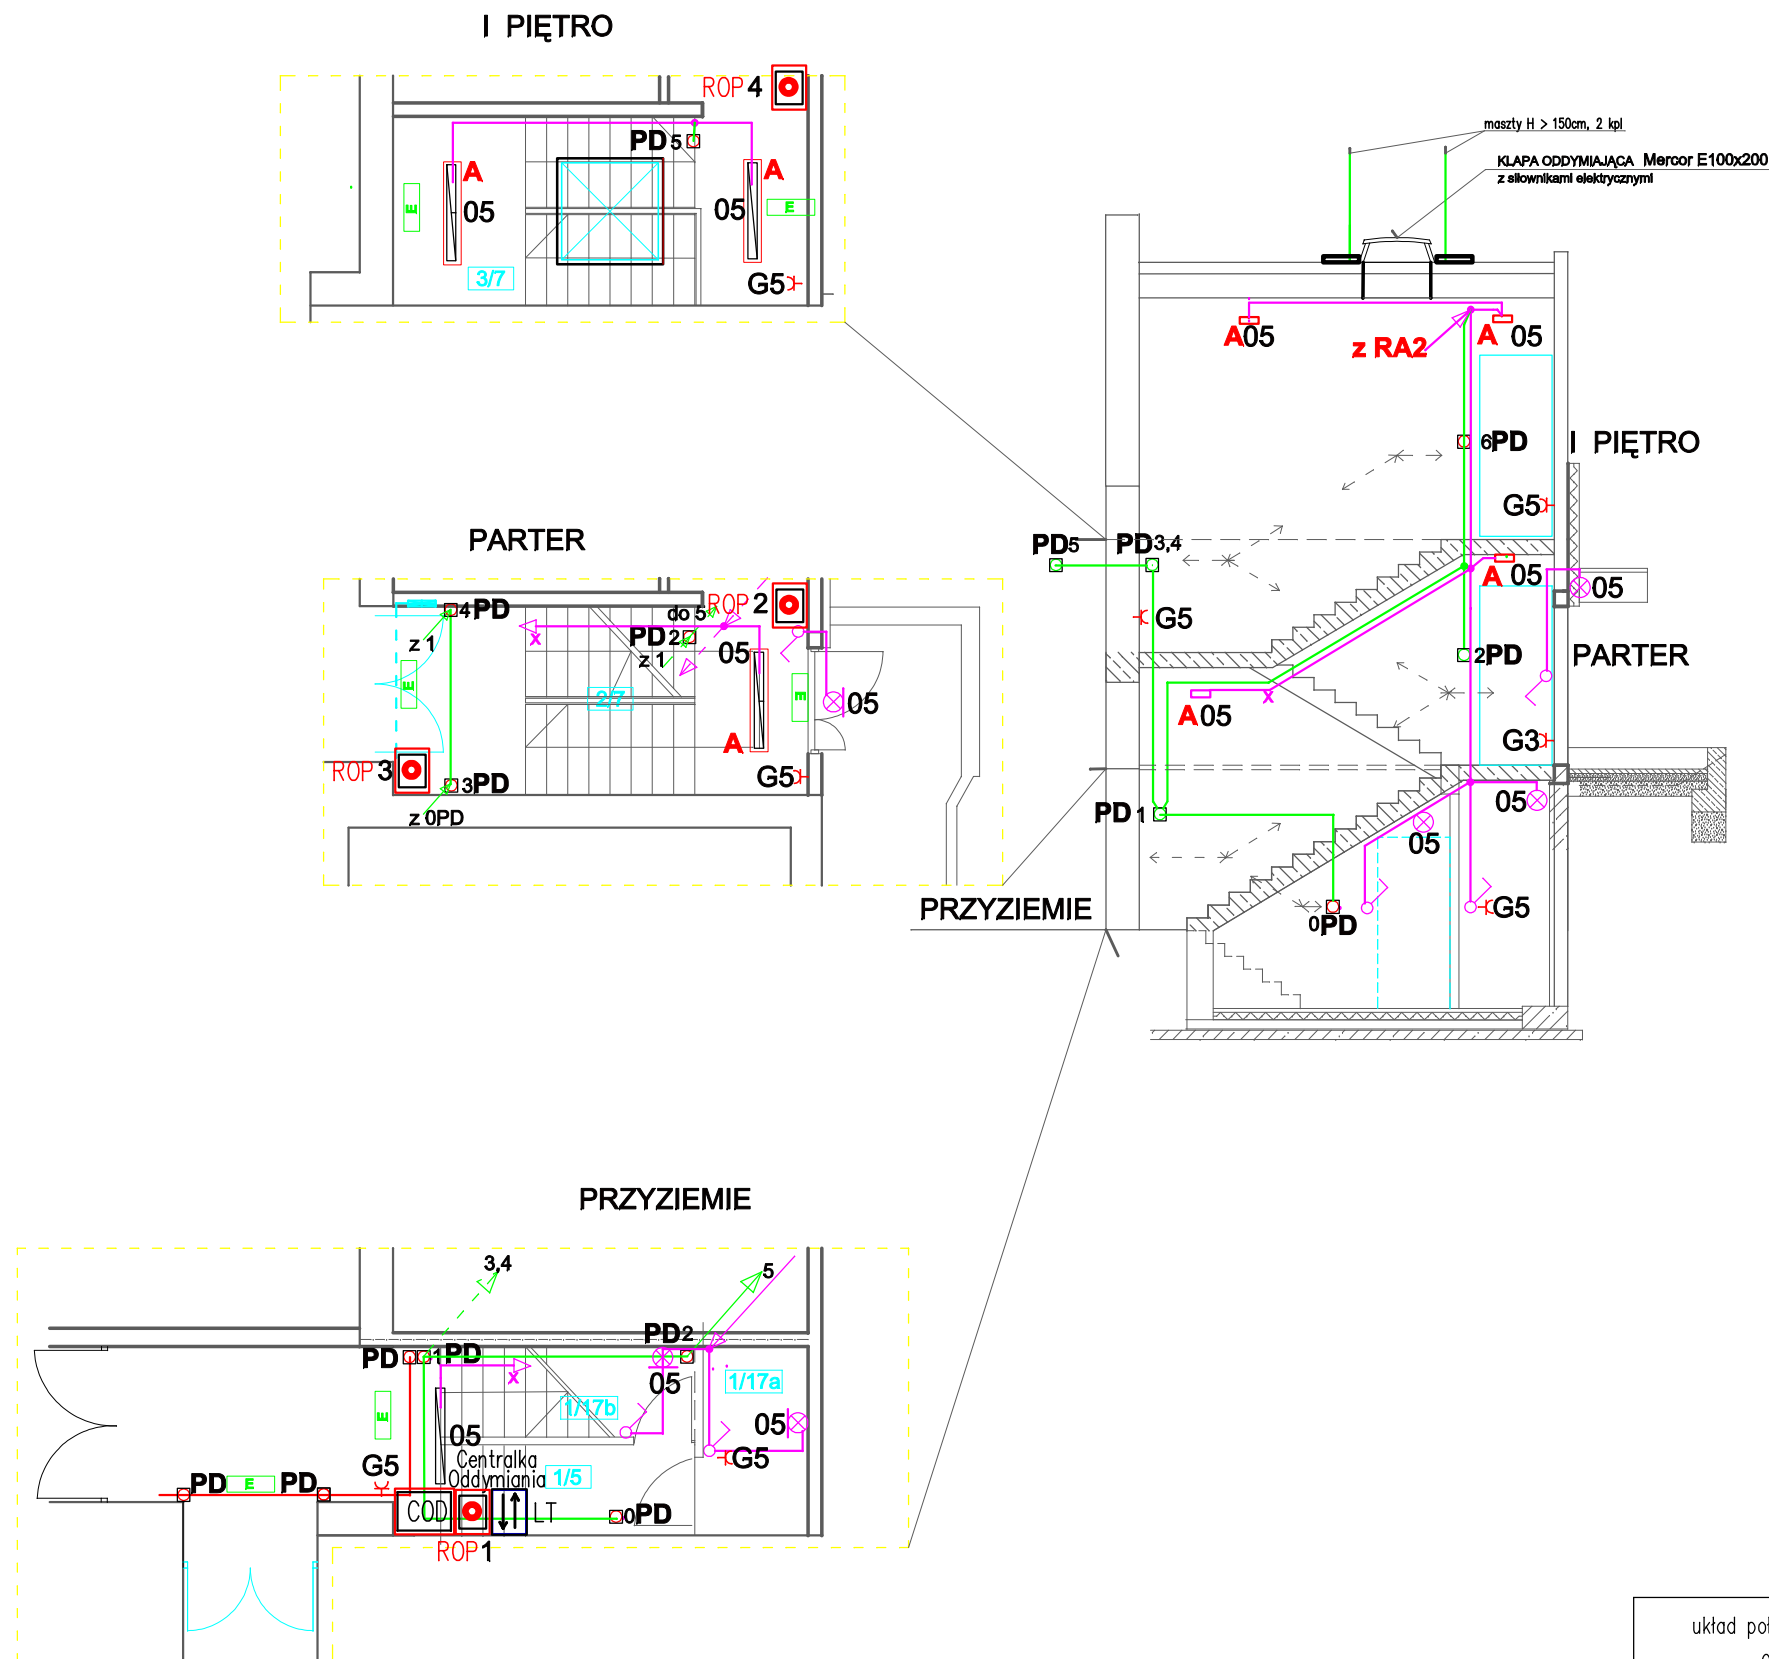 I PIĘTRO
ROP 4
PD 5
A
A
05
05
E
E
3/7
G5
maszty H > 150cm, 2 kpl
KLAPA ODDYMIAJĄCA Mercor E100x200
z siłownikami elektrycznymi
A05
z RA2
A 05
6PD
I PIĘTRO
G5
PD5
PD3,4
A 05
05
G5
2PD
PARTER
A05
x
G3
PD 1
05
05
PRZYZIEMIE
0PD
G5
PARTER
4PD
do 5
ROP 2
z 1
x
PD 2
z 1
05
E
E
2/7
05
A
ROP 3
3PD
G5
z 0PD
PRZYZIEMIE
3,4
5
PD
1PD
PD2
x
05
1/17a
E
1/17b
05
05
G5
Centralka
Oddymiania
1/5
G5
PD
E
PD
COD
LT
0PD
ROP 1
układ